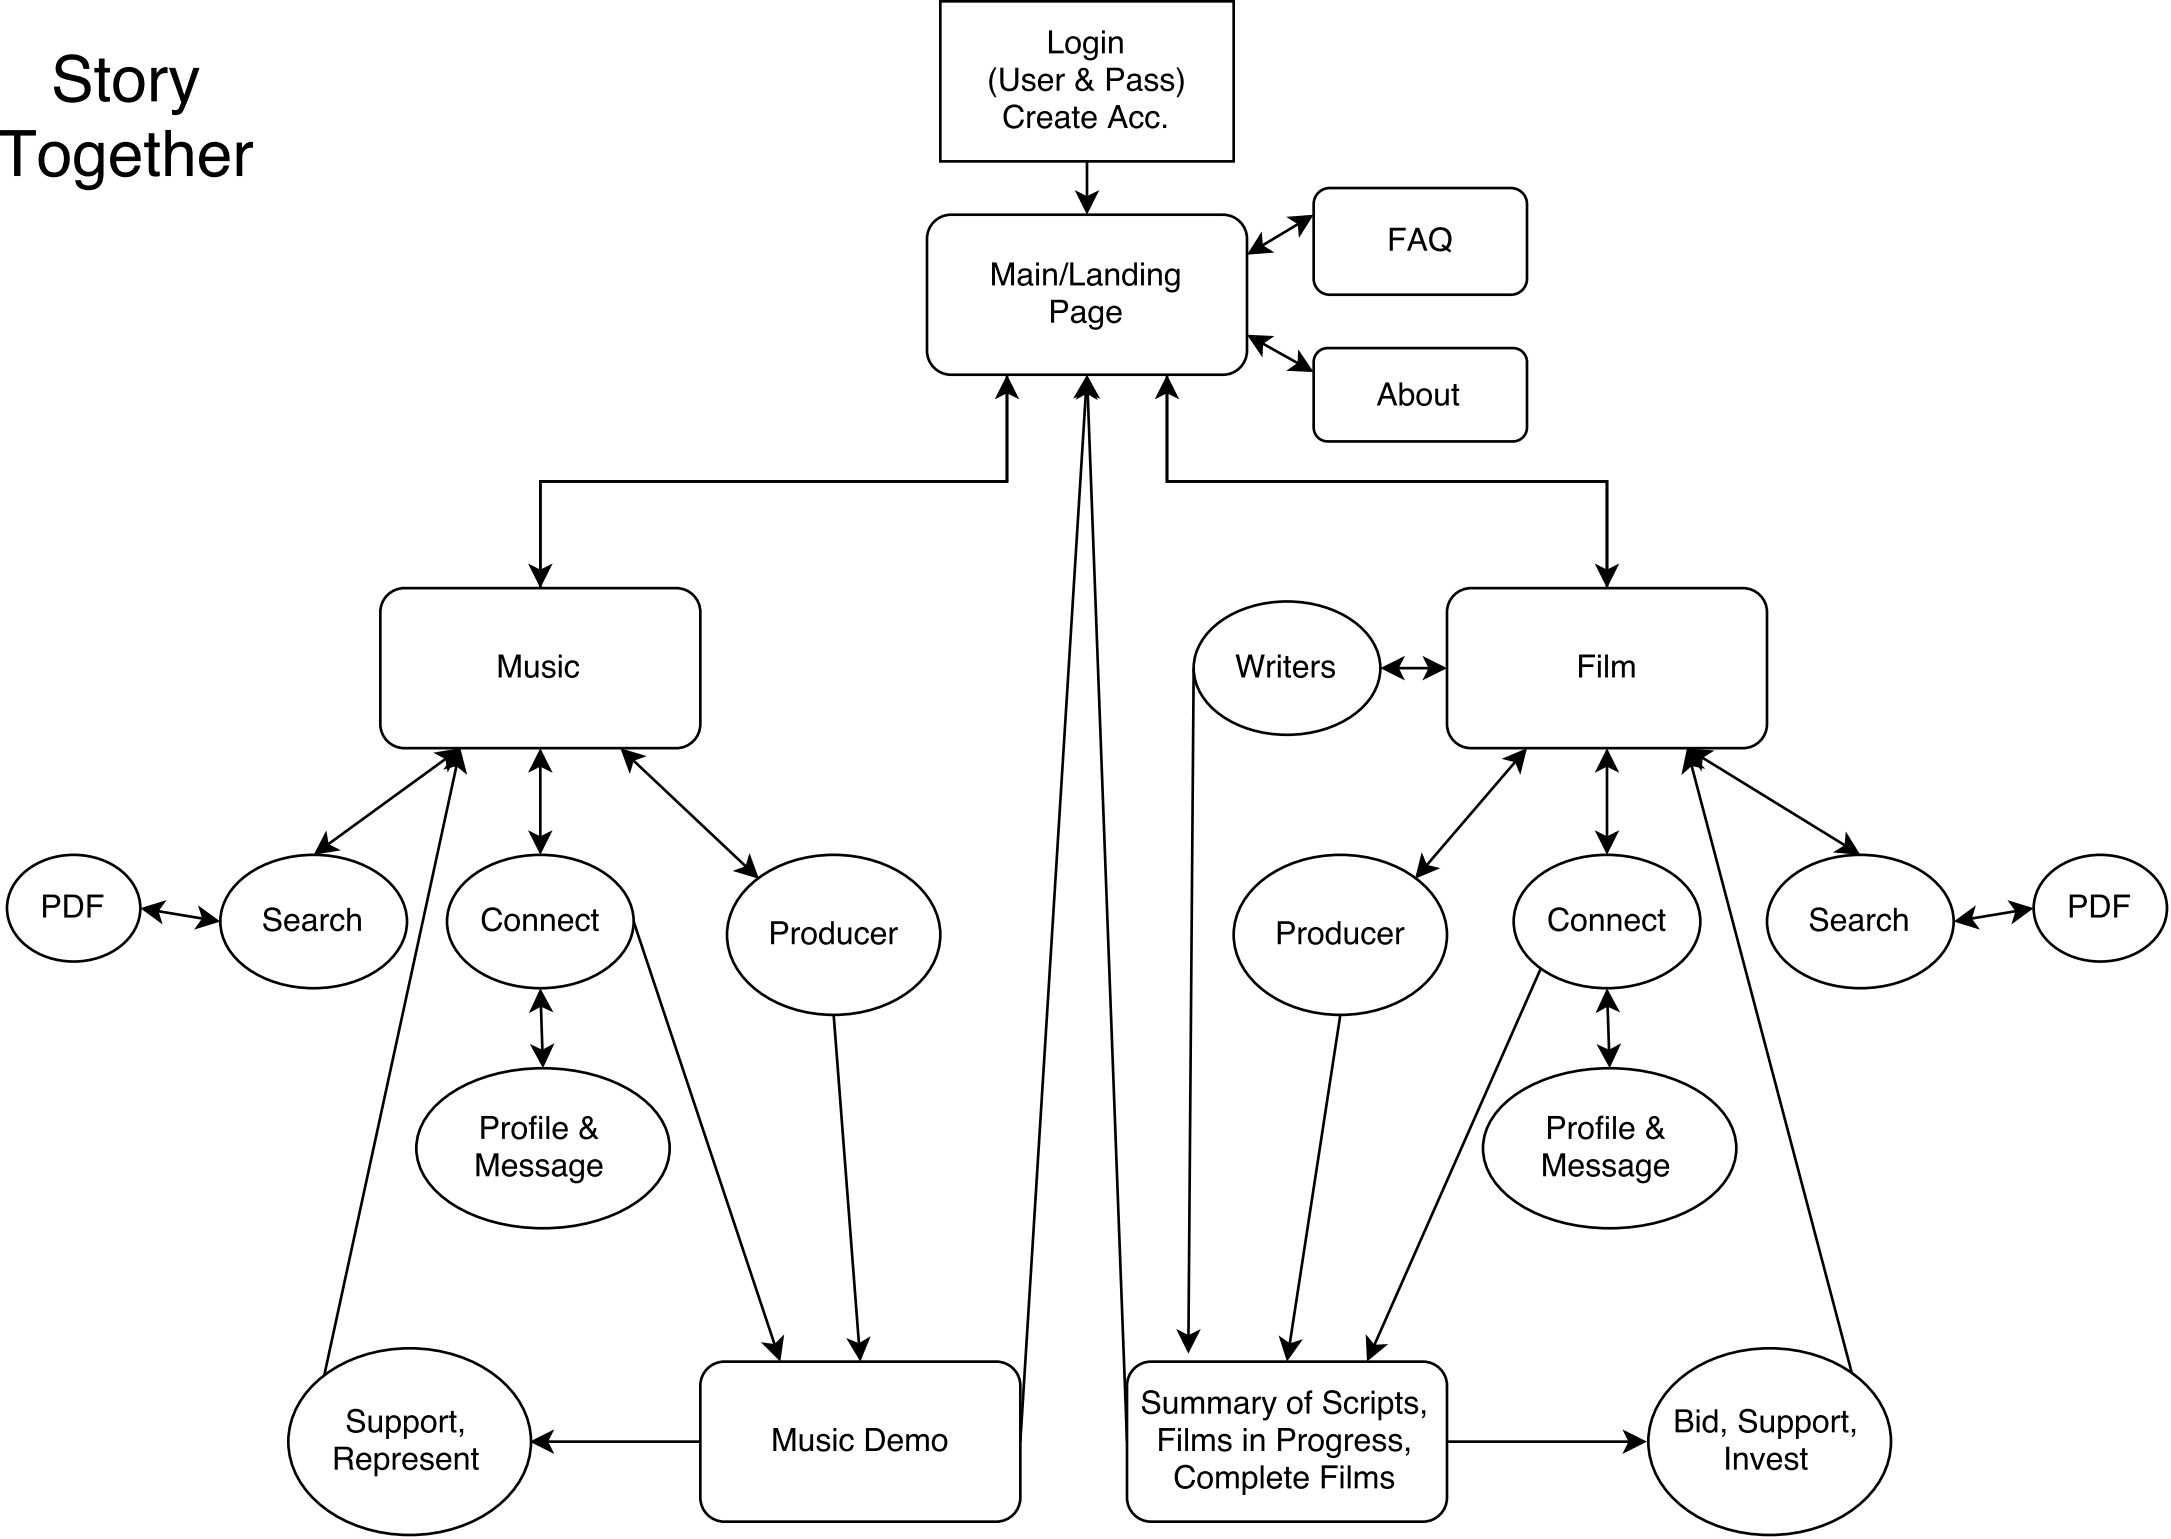 Story
Together
Login
(User & Pass)
Create Acc.
Main/Landing
Page
FAQ
About
Music
Writers
Film
PDF
Search
Connect
Producer
Producer
Connect
Search
PDF
Profile &
Message
Profile &
Message
Support,
Represent
Music Demo
Summary of Scripts,
Films in Progress,
Complete Films
Bid, Support,
Invest